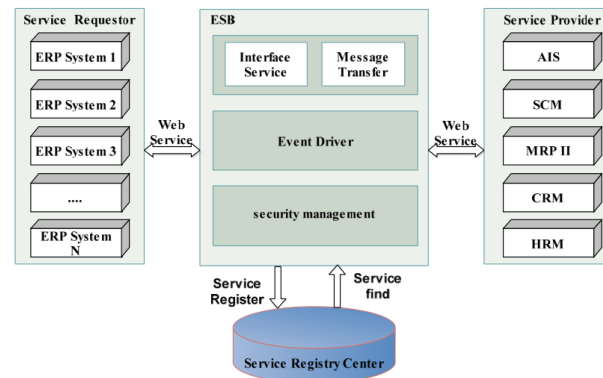 Service Requestor
ERP System 1
ERP System 2
ERP System 3
....
ERP System
N
Web
Service
ESB
Interface
Service
Message
Transfer
Event Driver
security management
Web
Service
Service Provider
AIS
SCM
MRP II
CRM
HRM
Service
Register
Service
find
Service Registry Center